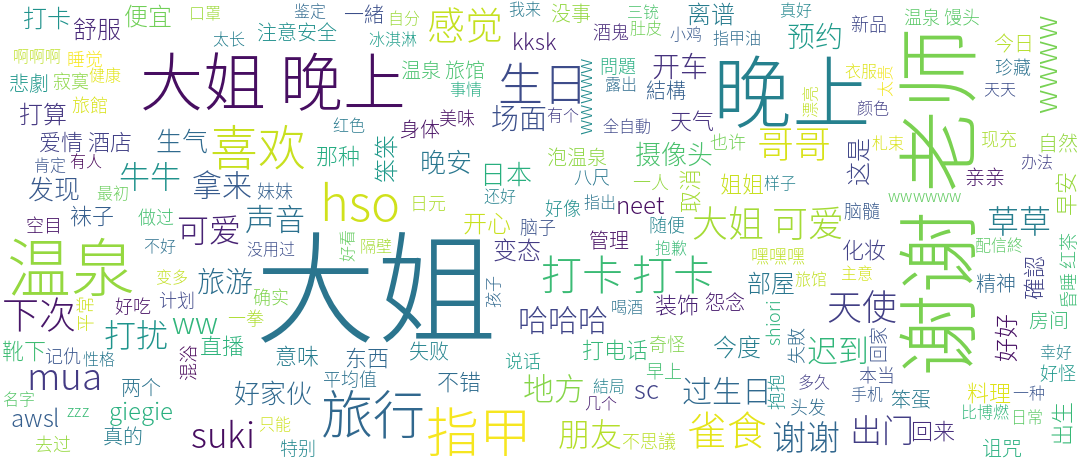 打卡 便宜 口罩 鉴定 一緒 感觉 没事 三铳 离谱 我来 真好 温泉 馒头
舒服 太长 注意安全 自分 冰淇淋 kksk 酒鬼 肚皮 小鸡 指甲油 预约 新品 今日 wwwww
啊啊啊 睡觉 大姐 晚上 温泉 旅馆 生日 wwwwww 問題 开车 晚上 衣服 太思 老师 珍藏
悲劇 寂寞 健康 事情 露出 結構 漂亮 颜色 天天
打算 旅館 场面 有个 全自動 天气 札束 现充 自然
爱情 酒店 生气 喜欢 红色 身体 美味 也许 哥哥 这是 办法
肯定 有人 那种 笨笨 晚安 泡温泉 摄像头 亲亲
发现 牛牛 拿来 妹妹 日本 八尺 一人 取消 姐姐 样子 wwwwww 早安
最初 袜子 做过 hso 日元 还好 好像 指出 neet 脑髓 谢谢 草草
空目 可爱 声音 开心 脑子 随便 大姐 可爱 配信終
温泉 不好 没用过 好看 隔壁 大姐 变态 管理 抱歉 化妆 確認 昏睡 红茶
变多 旅游 打卡 打卡 嘿嘿嘿 部屋 旅馆 主意 精神
下次 好吃 计划 确实 孩子 装饰 怨念 天使 房间
打扰 ww 一拳 哈哈哈 喝酒 shiori 好好
靴下 记仇 性格 混浴 直播 意味 东西 失败 说话 打电话 奇怪 今度 失敗 迟到 回家 幸好
mua 两个 好家伙 平均值 不错 地方 結局 早上 抱抱 本当 好怪
名字 几个 sc 过生日 多久 手机 笨蛋 料理 一种
awsl zzz giegie 旅行 只能 指甲 头发 比博燃 日常 出生
去过 真的 suki 特别 朋友 不思議 雀食 谢谢 出门 回来 诅咒